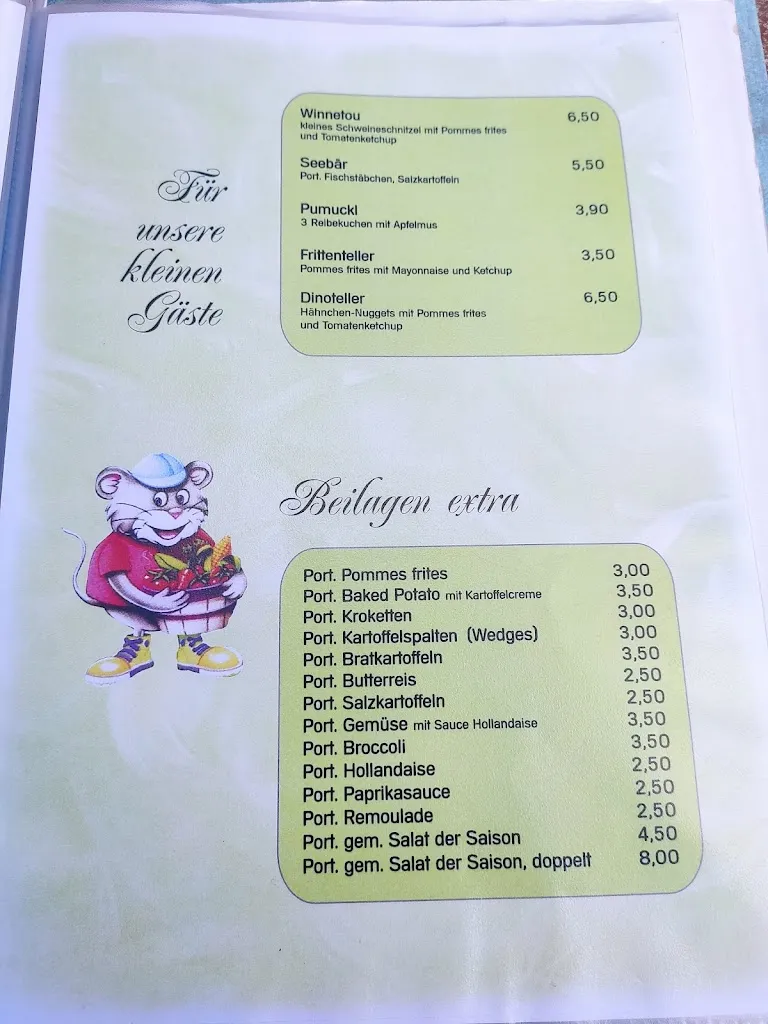 Für
unsere
kleinen
Gäste
Winnetou 6,50
kleines Schweineschnitzel mit Pommes frites
und Tomatenketchup
Seebär 5,50
Port. Fischstäbchen, Salzkartoffeln
Pumuckl 3,90
3 Reibekuchen mit Apfelmus
Frittenteller 3,50
Pommes frites mit Mayonnaise und Ketchup
Dinoteller 6,50
Hähnchen-Nuggets mit Pommes frites
und Tomatenketchup
Beilagen extra
Port. Pommes frites 3,00
Port. Baked Potato mit Kartoffelcreme 3,50
Port. Kroketten 3,00
Port. Kartoffelspalten (Wedges) 3,00
Port. Bratkartoffeln 3,50
Port. Butterreis 2,50
Port. Salzkartoffeln 2,50
Port. Gemüse mit Sauce Hollandaise 3,50
Port. Broccoli 3,50
Port. Hollandaise 2,50
Port. Paprikasauce 2,50
Port. Remoulade 2,50
Port. gem. Salat der Saison 4,50
Port. gem. Salat der Saison, doppelt 8,00